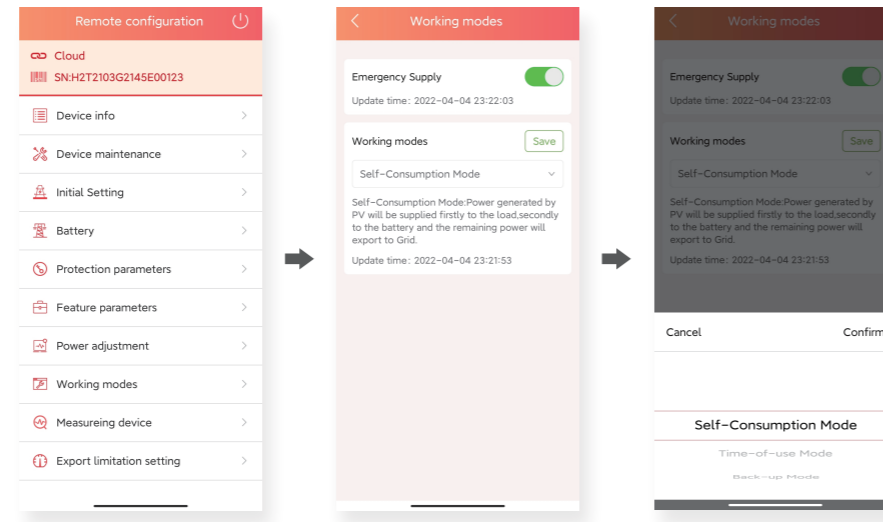 Remote configuration
Cloud
SN:H2T2103G2145E00123
Device info
Device maintenance
Initial Setting
Battery
Protection parameters
Feature parameters
Power adjustment
Working modes
Measureing device
Export limitation setting
Working modes
Emergency Supply
Update time: 2022-04-04 23:22:03
Working modes Save
Self-Consumption Mode
Self-Consumption Mode:Power generated by
PV will be supplied firstly to the load,secondly
to the battery and the remaining power will
export to Grid.
Update time: 2022-04-04 23:21:53
Working modes
Emergency Supply
Update time: 2022-04-04 23:22:03
Working modes Save
Self-Consumption Mode
Self-Consumption Mode:Power generated by
PV will be supplied firstly to the load,secondly
to the battery and the remaining power will
export to Grid.
Update time: 2022-04-04 23:21:53
Cancel Confirm
Self-Consumption Mode
Time-of-use Mode
Back-up Mode